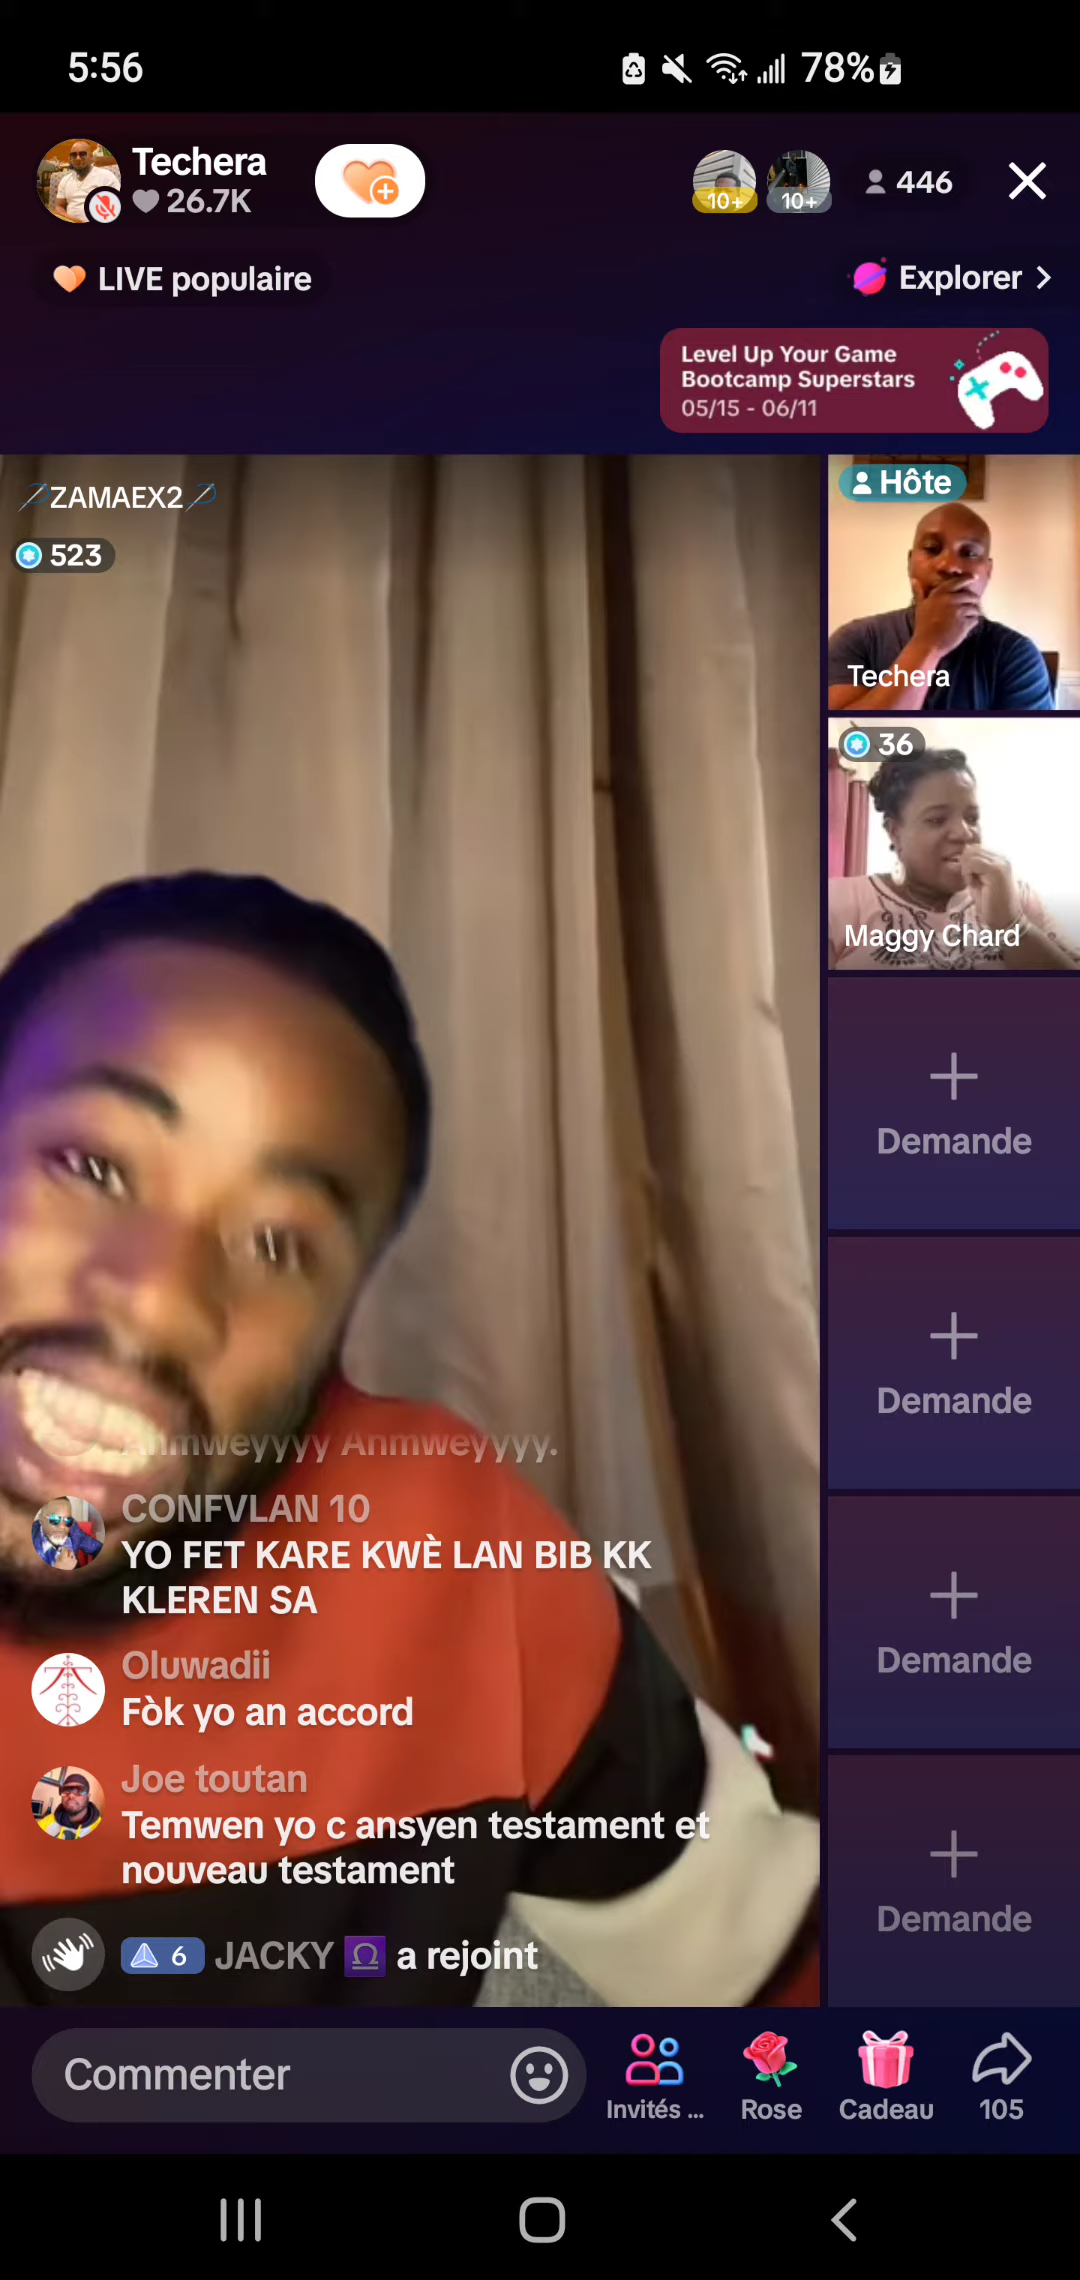 5:56
78%
Techera
26.7K
10+
10+
446
LIVE populaire
Explorer
Level Up Your Game
Bootcamp Superstars
05/15 - 06/11
ZAMAEX2
523
Hôte
Techera
36
Maggy Chard
Demande
Demande
Demande
Demande
Anmweyyyy Anmweyyyy.
CONFVLAN 10
YO FET KARE KWÈ LAN BIB KK
KLEREN SA
Oluwadii
Fòk yo an accord
Joe toutan
Temwen yo c ansyen testament et
nouveau testament
6 JACKY ♎ a rejoint
Commenter
Invités ...
Rose
Cadeau
105